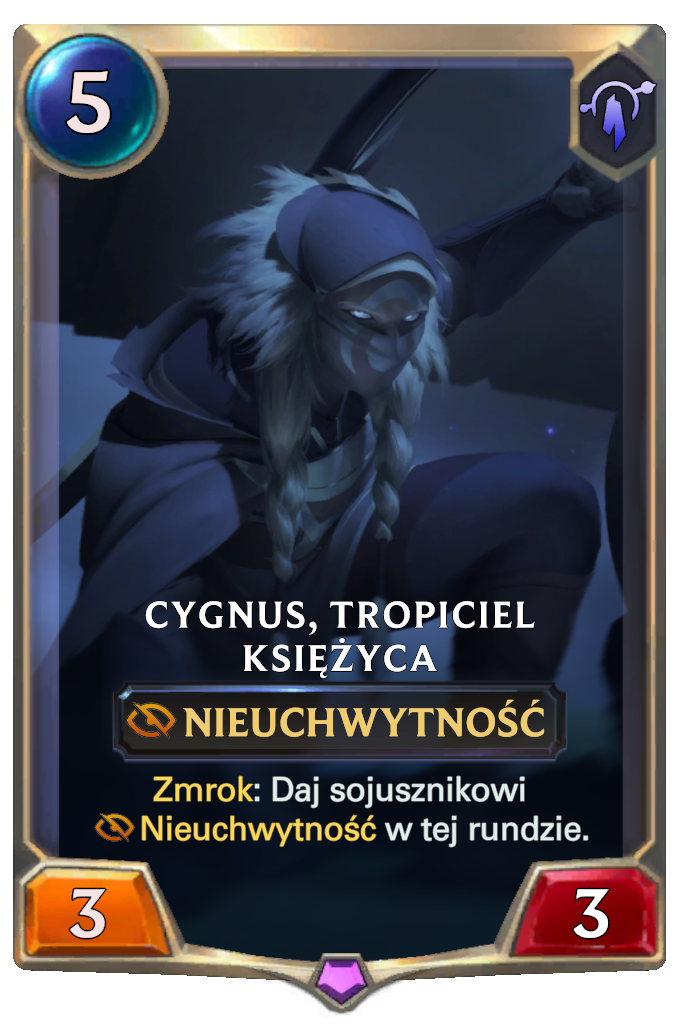 5
CYGNUS, TROPICIEL
KSIĘŻYCA
NIEUCHWYTNOŚĆ
Zmrok: Daj sojusznikowi
Nieuchwytność w tej rundzie.
3
3